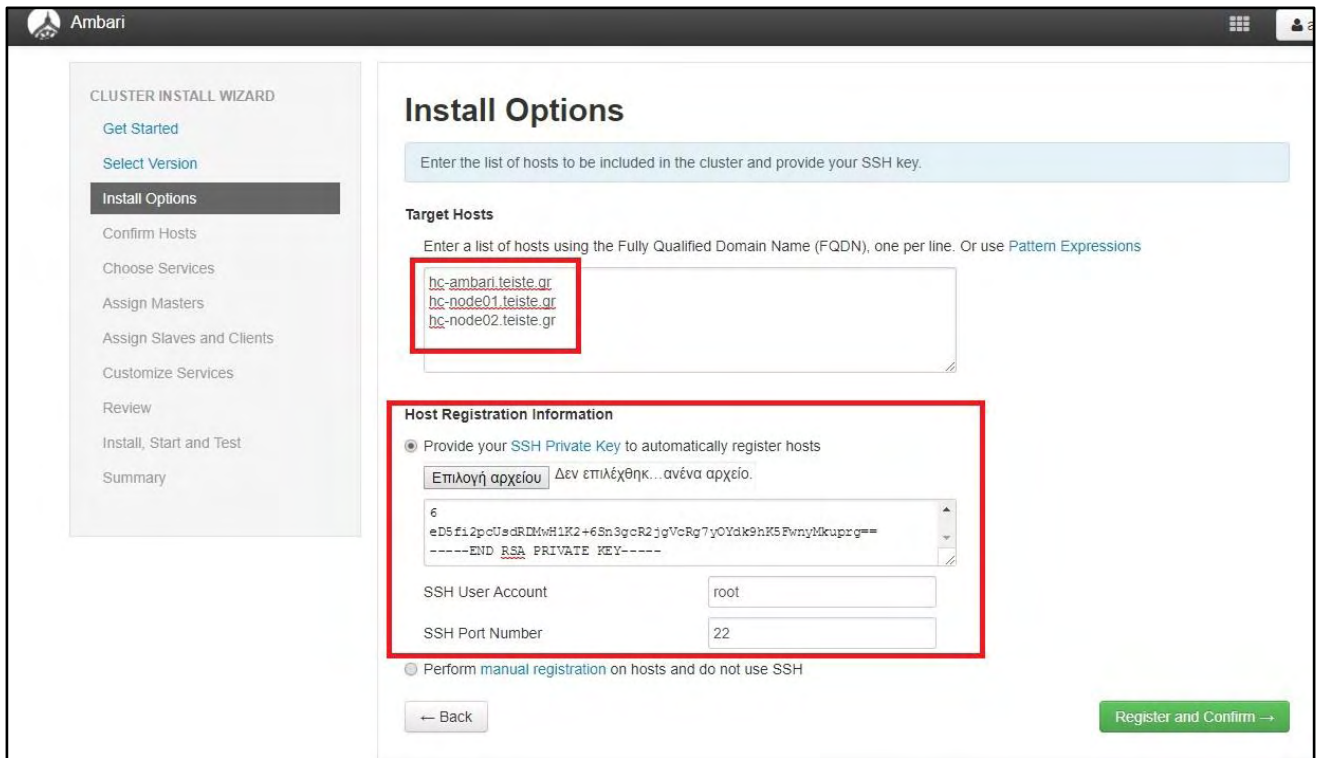 Ambari
CLUSTER INSTALL WIZARD
Get Started
Select Version
Install Options
Confirm Hosts
Choose Services
Assign Masters
Assign Slaves and Clients
Customize Services
Review
Install, Start and Test
Summary
Install Options
Enter the list of hosts to be included in the cluster and provide your SSH key.
Target Hosts
Enter a list of hosts using the Fully Qualified Domain Name (FQDN), one per line. Or use Pattern Expressions
hc-ambari.teiste.gr
hc-node01.teiste.gr
hc-node02.teiste.gr
Host Registration Information
Provide your SSH Private Key to automatically register hosts
Επιλογή αρχείου Δεν επιλέχθηκ...ανένα αρχείο.
6
eD5fi2pcUsdRDMwH1K2+6Sn3gcR2jgVcRg7yOYdk9hK5FwnyMkuprg==
-----END RSA PRIVATE KEY-----
SSH User Account root
SSH Port Number 22
Perform manual registration on hosts and do not use SSH
← Back
Register and Confirm →